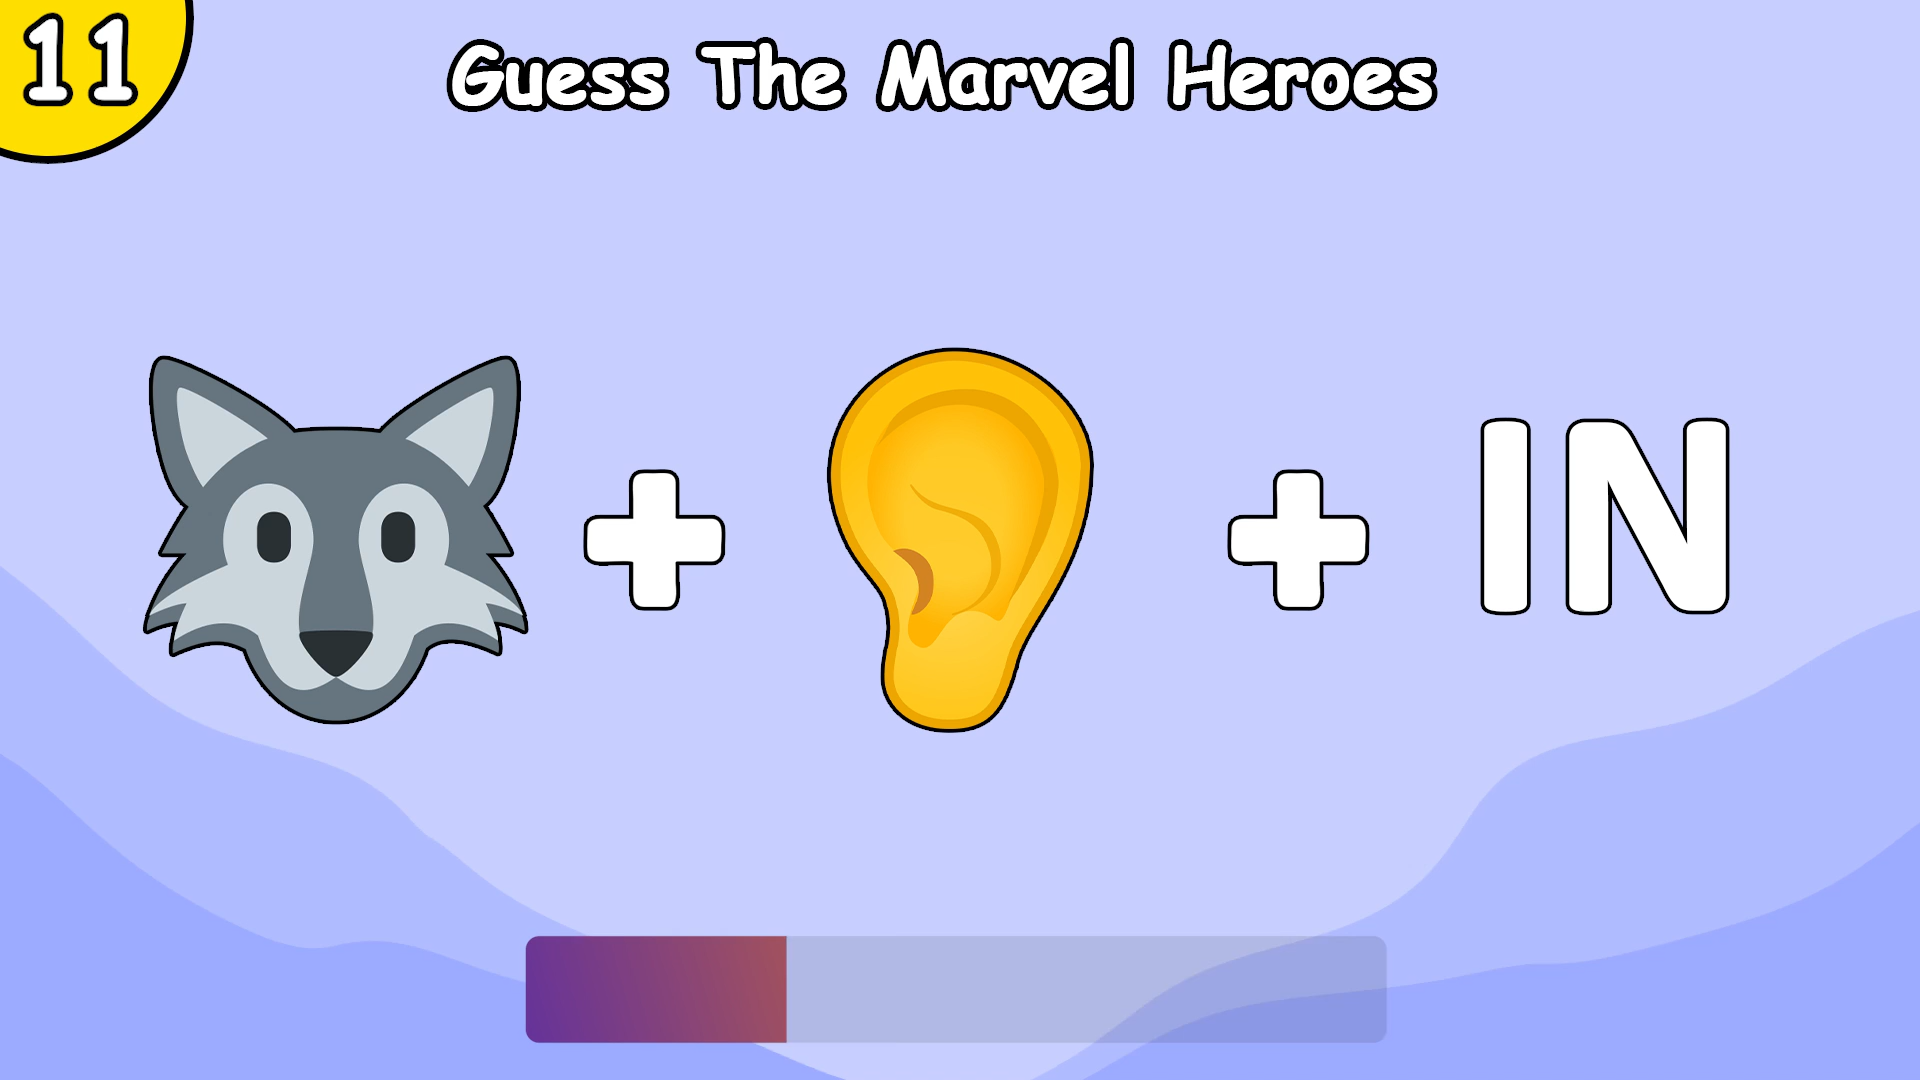 11
Guess The Marvel Heroes
+ + IN